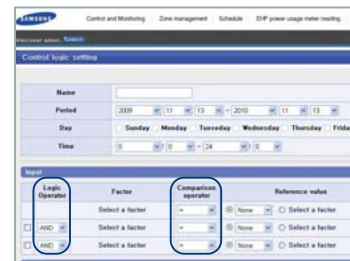 SAMSUNG Control and Monitoring Zone management Schedule EHP power usage meter reading
Welcome! admin
Control logic setting
Name
Period 2009 11 13 ~ 2010 11 13
Day Sunday Monday Tuesday Wednesday Thursday Friday
Time 0 : 0 ~ 24 : 0
Input
Logic Operator Factor Comparison operator Reference value
Select a factor = None Select a factor
AND Select a factor = None Select a factor
AND Select a factor = None Select a factor